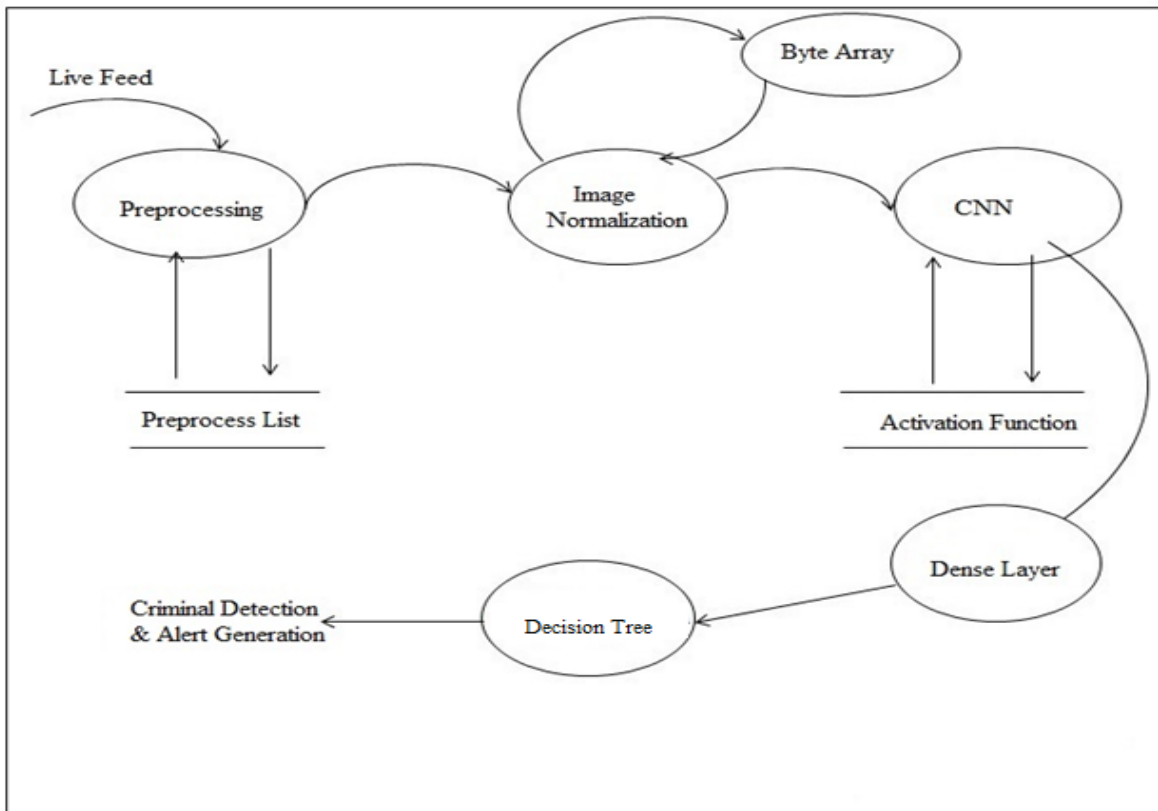 Live Feed
Byte Array
Preprocessing
Image
Normalization
CNN
Preprocess List
Activation Function
Dense Layer
Decision Tree
Criminal Detection
& Alert Generation